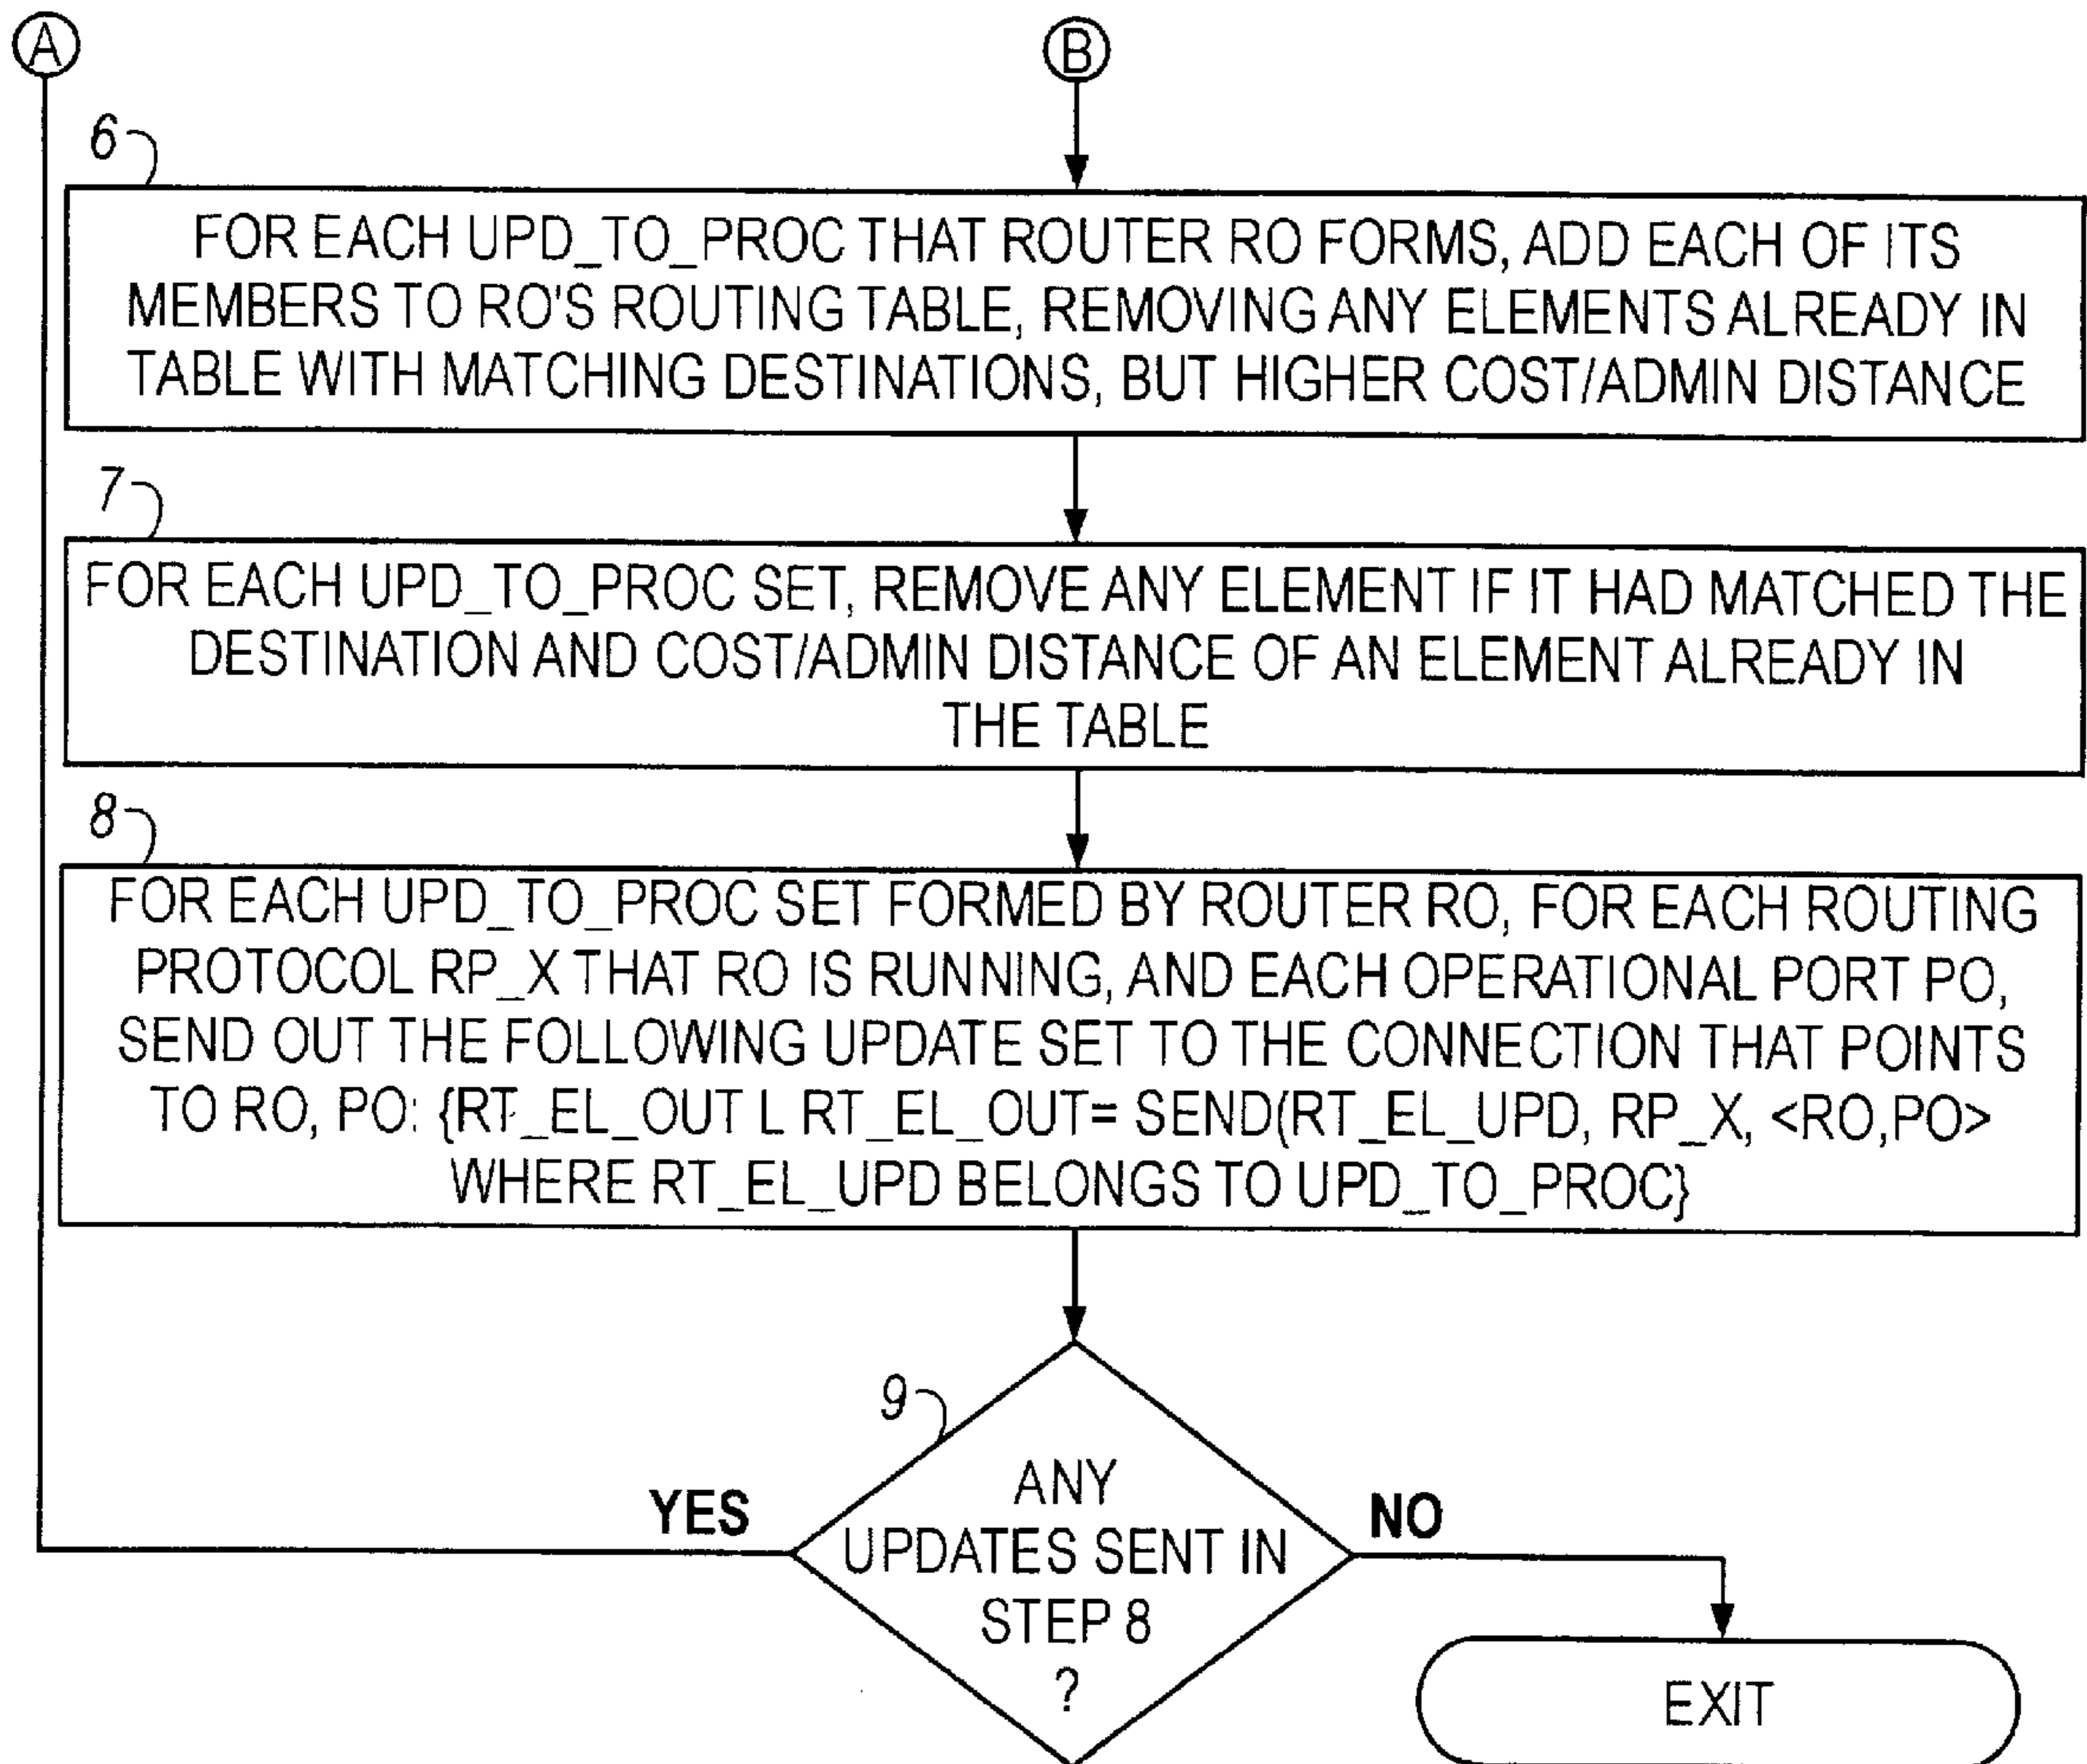 A
B
6
FOR EACH UPD_TO_PROC THAT ROUTER RO FORMS, ADD EACH OF ITS
MEMBERS TO RO'S ROUTING TABLE, REMOVING ANY ELEMENTS ALREADY IN
TABLE WITH MATCHING DESTINATIONS, BUT HIGHER COST/ADMIN DISTANCE
7
FOR EACH UPD_TO_PROC SET, REMOVE ANY ELEMENT IF IT HAD MATCHED THE
DESTINATION AND COST/ADMIN DISTANCE OF AN ELEMENT ALREADY IN
THE TABLE
8
FOR EACH UPD_TO_PROC SET FORMED BY ROUTER RO, FOR EACH ROUTING
PROTOCOL RP_X THAT RO IS RUNNING, AND EACH OPERATIONAL PORT PO,
SEND OUT THE FOLLOWING UPDATE SET TO THE CONNECTION THAT POINTS
TO RO, PO: {RT_EL_OUT L RT_EL_OUT= SEND(RT_EL_UPD, RP_X, <RO,PO>
WHERE RT_EL_UPD BELONGS TO UPD_TO_PROC}
9
ANY
UPDATES SENT IN
STEP 8
?
YES
NO
EXIT